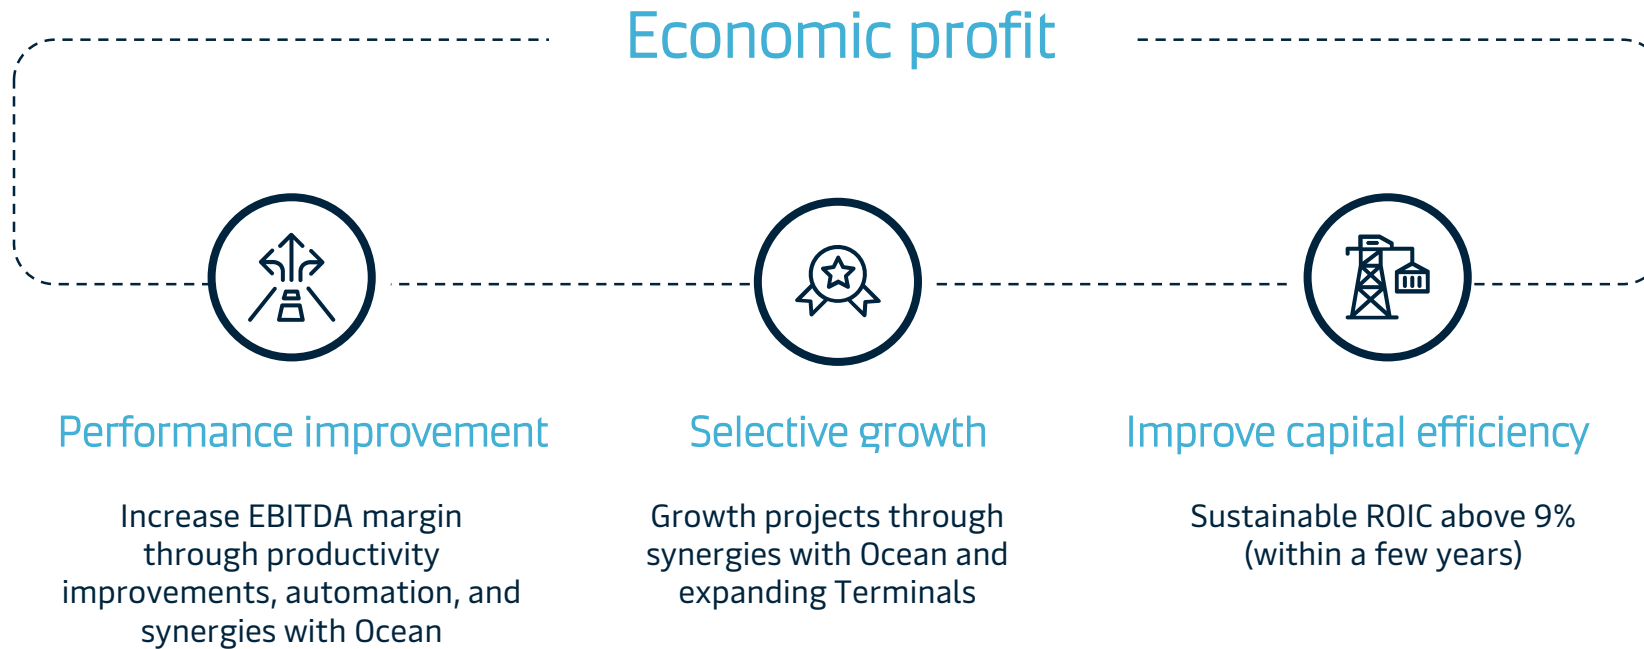 Economic profit
Performance improvement
Increase EBITDA margin
through productivity
improvements, automation, and
synergies with Ocean
Selective growth
Growth projects through
synergies with Ocean and
expanding Terminals
Improve capital efficiency
Sustainable ROIC above 9%
(within a few years)